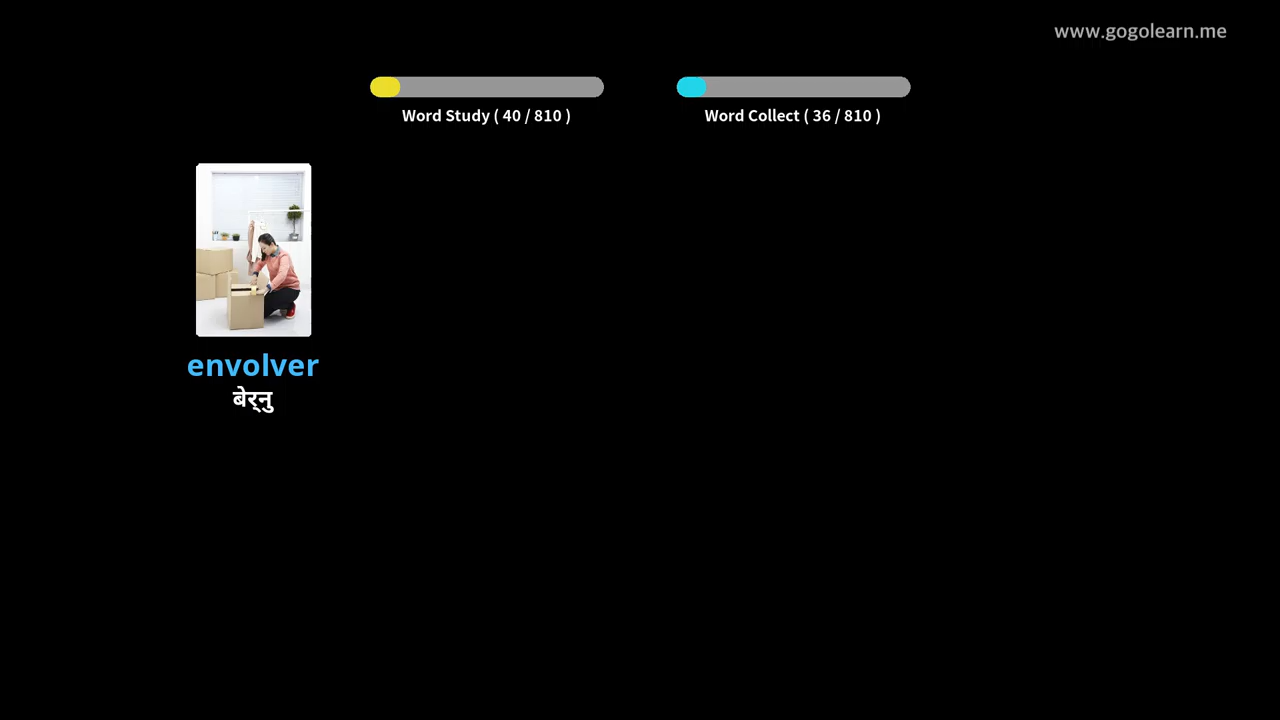 www.gogolearn.me
Word Study ( 40 / 810 )
Word Collect ( 36 / 810 )
envolver
बेर्नु